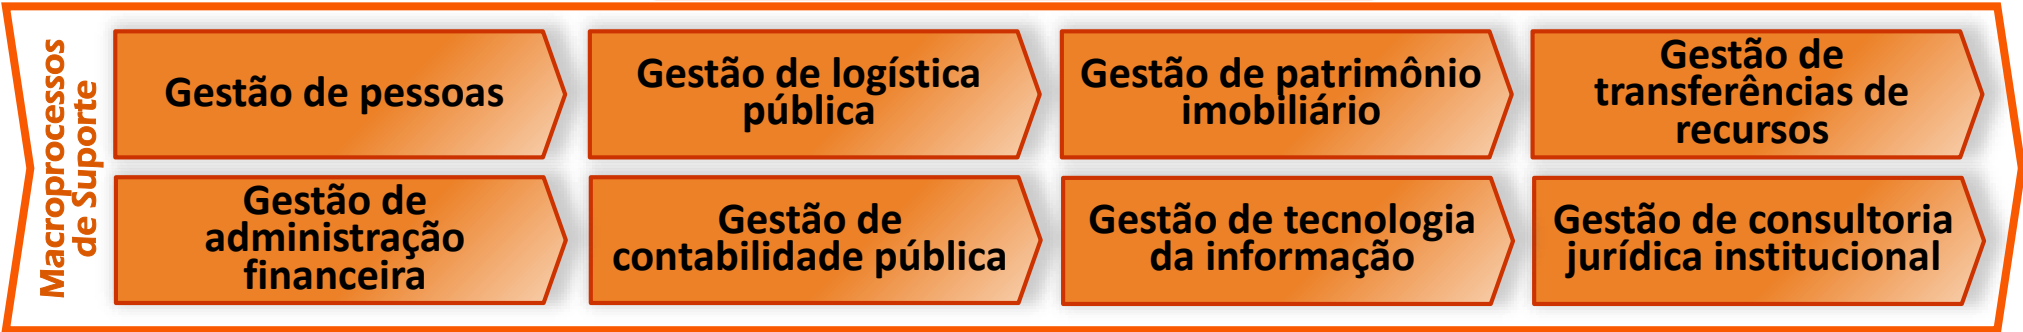 Macroprocessos
de Suporte
Gestão de pessoas
Gestão de logística
pública
Gestão de patrimônio
imobiliário
Gestão de
transferências de
recursos
Gestão de
administração
financeira
Gestão de
contabilidade pública
Gestão de tecnologia
da informação
Gestão de consultoria
jurídica institucional